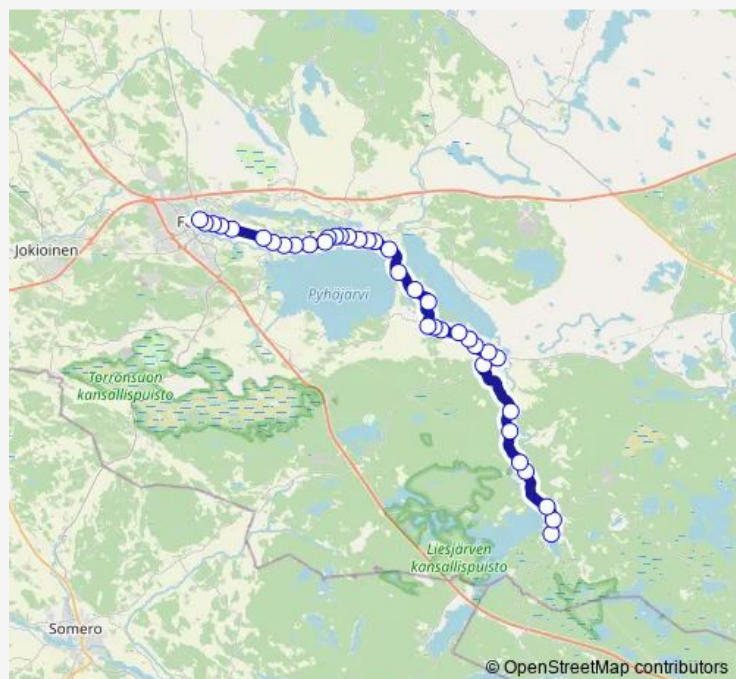 Jokioinen
Pyhäjärvi
Torronsuon
kansallispuisto
Liesjärven
kansallispuisto
Somero
© OpenStreetMap contributors